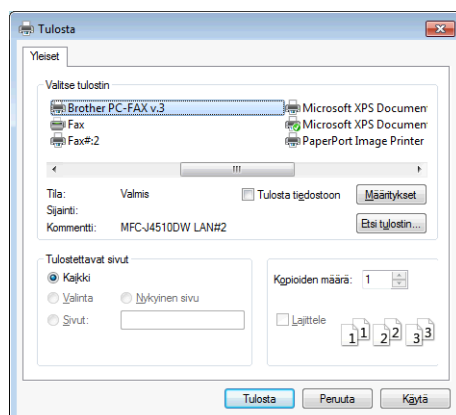 Tulosta
Yleiset
Valitse tulostin
Brother PC-FAX v.3
Microsoft XPS Documen
Fax
Microsoft XPS Documen
Fax#:2
PaperPort Image Printer
Tila: Valmis
Tulosta tiedostoon
Määritykset
Sijainti:
Kommentti: MFC-J4510DW LAN#2
Etsi tulostin...
Tulostettavat sivut
Kaikki
Valinta
Nykyinen sivu
Sivut:
Kopioiden määrä: 1
Lajittele
1 1 2 2 3 3
Tulosta
Peruuta
Käytä